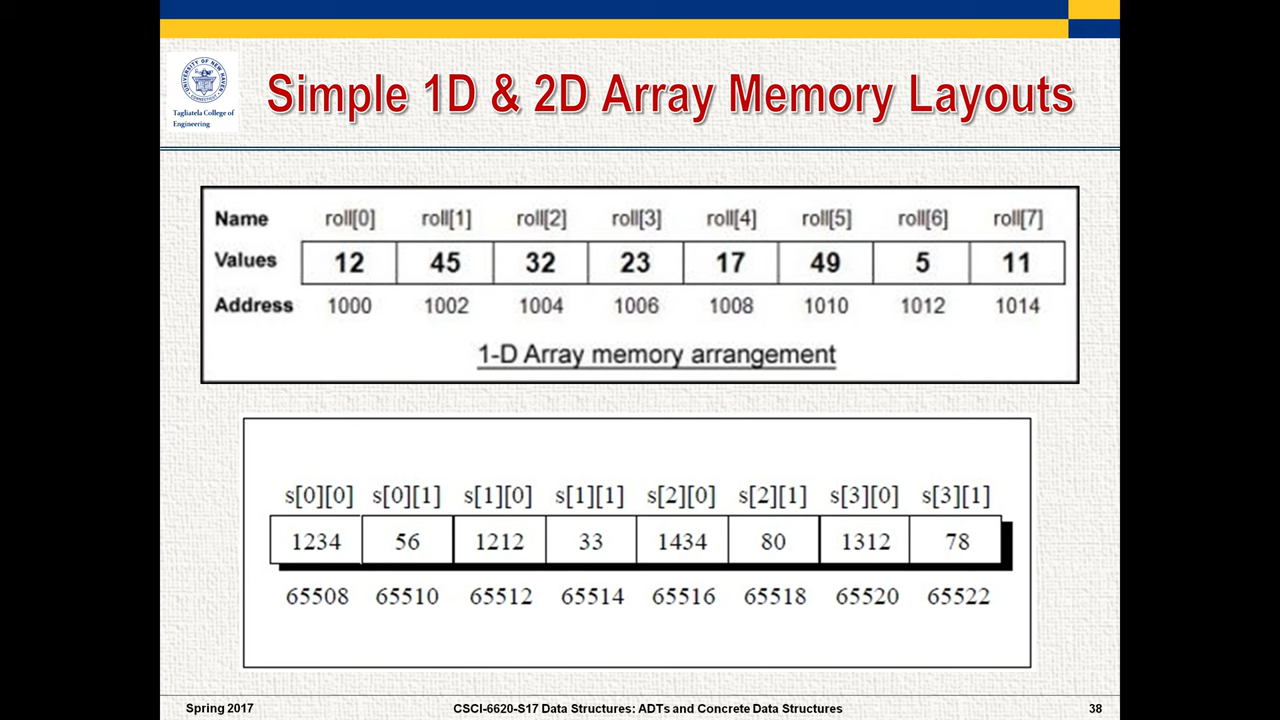 Simple 1D & 2D Array Memory Layouts
UNIVERSITY OF NEW HAVEN
Tagliatela College of
Engineering
Name roll[0] roll[1] roll[2] roll[3] roll[4] roll[5] roll[6] roll[7]
Values 12 45 32 23 17 49 5 11
Address 1000 1002 1004 1006 1008 1010 1012 1014
1-D Array memory arrangement
s[0][0] s[0][1] s[1][0] s[1][1] s[2][0] s[2][1] s[3][0] s[3][1]
1234 56 1212 33 1434 80 1312 78
65508 65510 65512 65514 65516 65518 65520 65522
Spring 2017 CSCI-6620-S17 Data Structures: ADTs and Concrete Data Structures 38